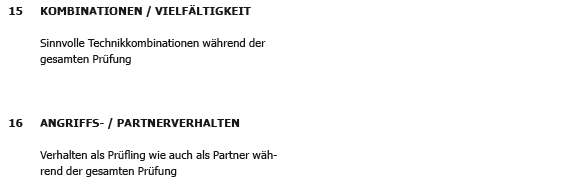 15 KOMBINATIONEN / VIELFÄLTIGKEIT
Sinnvolle Technikkombinationen während der
gesamten Prüfung
16 ANGRIFFS- / PARTNERVERHALTEN
Verhalten als Prüfling wie auch als Partner wäh-
rend der gesamten Prüfung